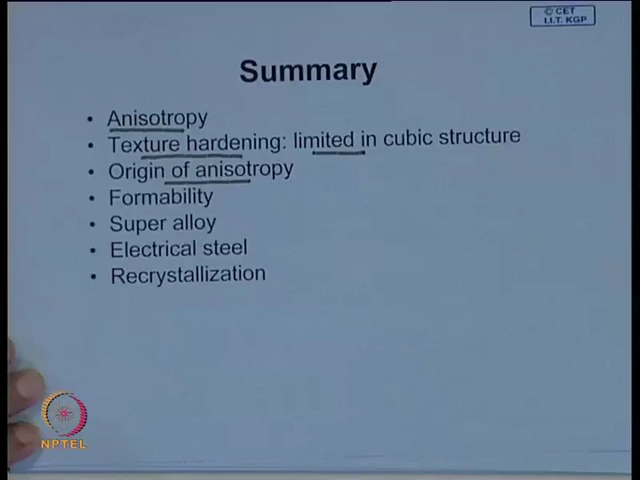 © CET
I.I.T. KGP
Summary
• Anisotropy
• Texture hardening: limited in cubic structure
• Origin of anisotropy
• Formability
• Super alloy
• Electrical steel
• Recrystallization
NPTEL